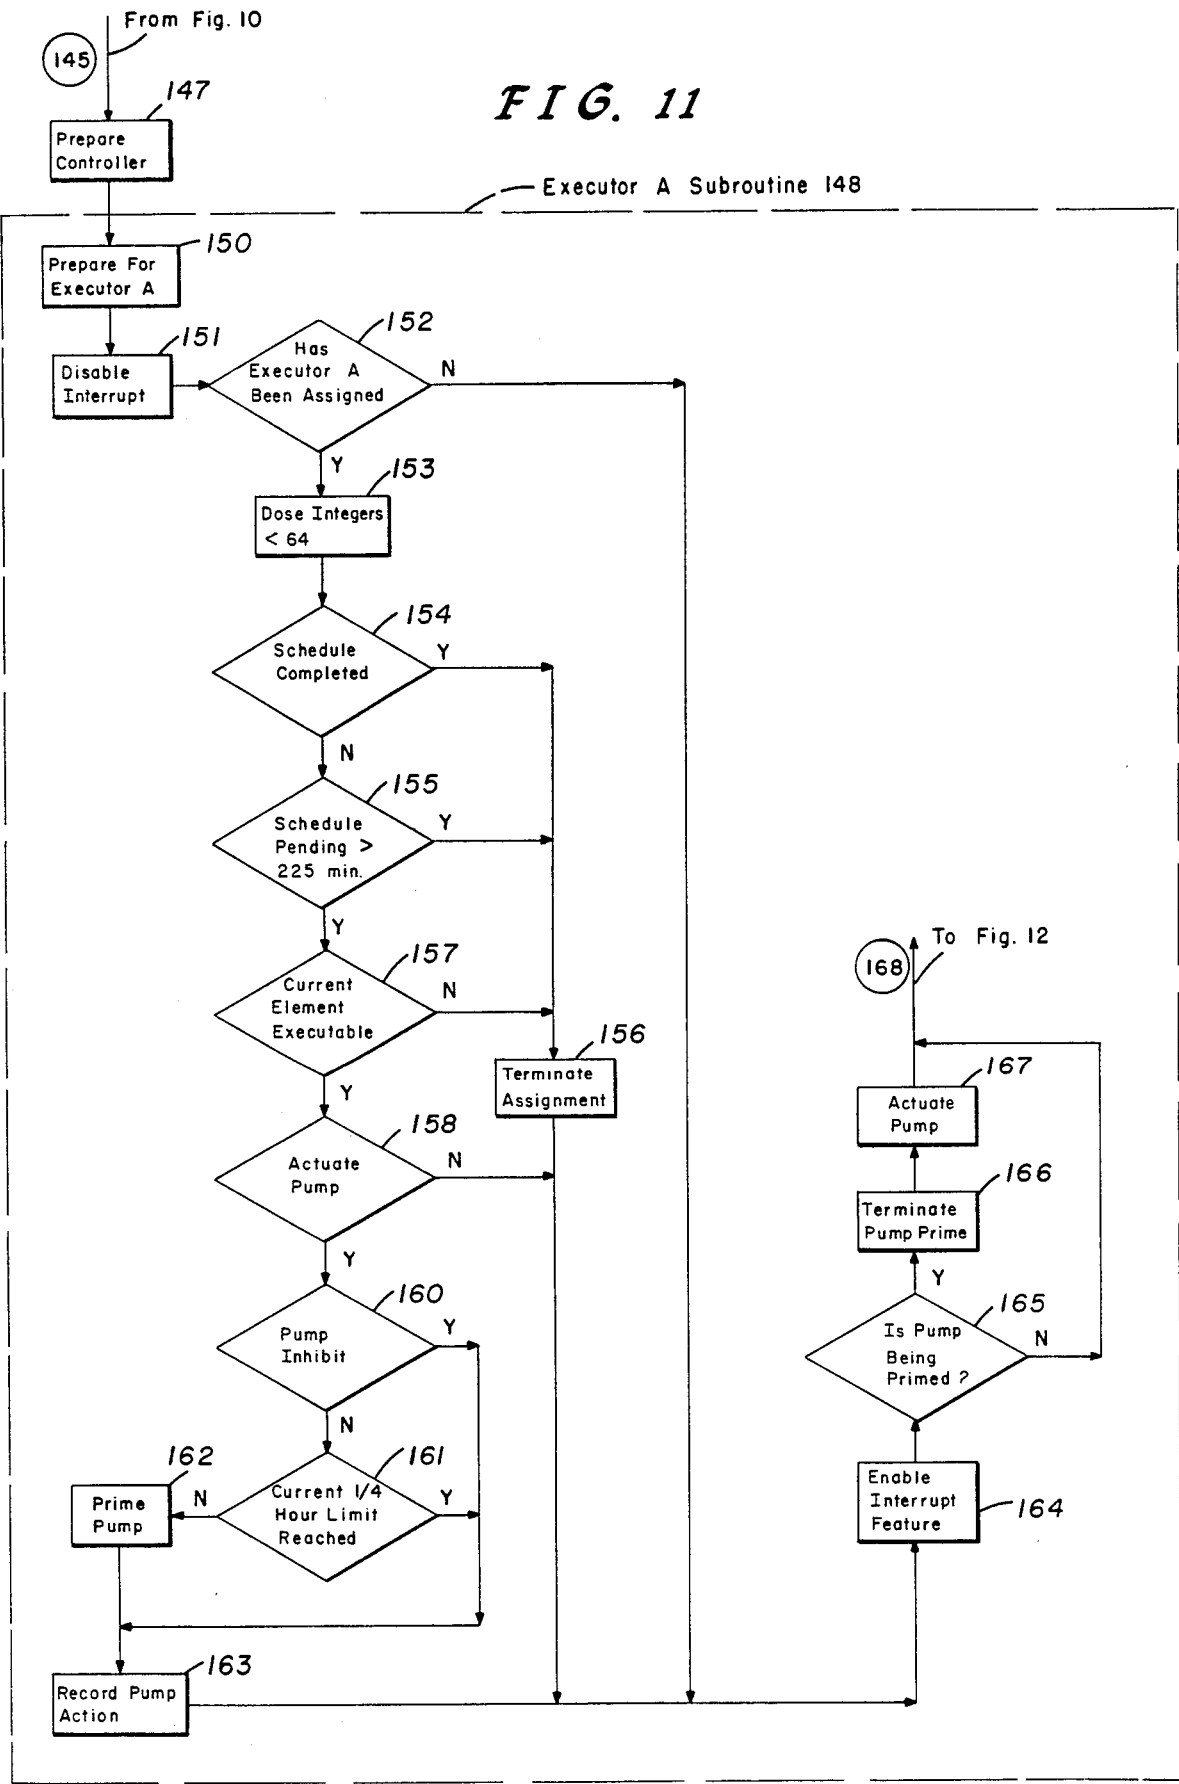 From Fig. 10
145
147
FIG. 11
Prepare
Controller
Executor A Subroutine 148
150
Prepare For
Executor A
151
Disable
Interrupt
152
Has
Executor A
Been Assigned
N
Y
153
Dose Integers
< 64
154
Schedule
Completed
Y
N
155
Schedule
Pending >
225 min.
Y
Y
157
Current
Element
Executable
N
Y
156
Terminate
Assignment
158
Actuate
Pump
N
Y
160
Pump
Inhibit
Y
N
161
Current 1/4
Hour Limit
Reached
Y
N
162
Prime
Pump
163
Record Pump
Action
To Fig. 12
168
167
Actuate
Pump
166
Terminate
Pump Prime
Y
165
Is Pump
Being
Primed ?
N
Enable
Interrupt
Feature
164